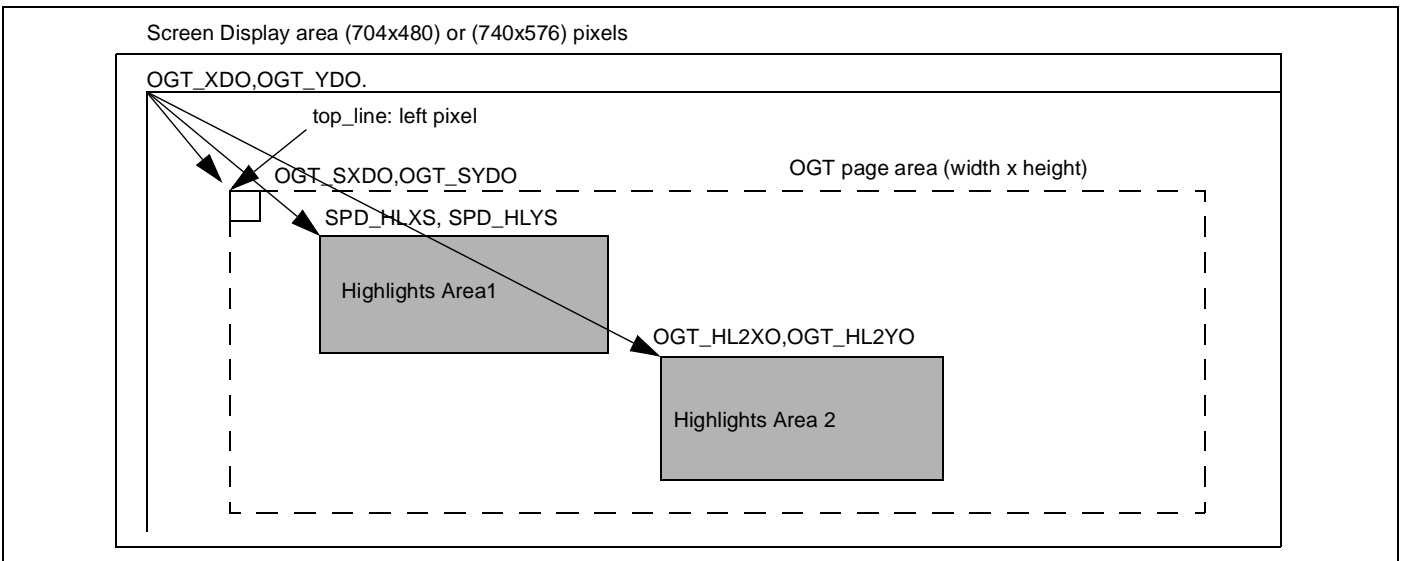 Screen Display area (704x480) or (740x576) pixels
OGT_XDO,OGT_YDO.
top_line: left pixel
OGT page area (width x height)
OGT_SXDO,OGT_SYDO
SPD_HLXS, SPD_HLYS
Highlights Area1
OGT_HL2XO,OGT_HL2YO
Highlights Area 2